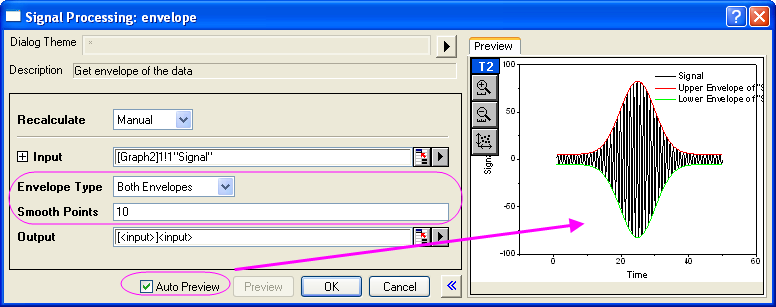 Signal Processing: envelope
Dialog Theme *
Description Get envelope of the data
Recalculate Manual
Input [Graph2]1!1"Signal"
Envelope Type Both Envelopes
Smooth Points 10
Output [<input>]<input>
Auto Preview Preview OK Cancel
Preview
T2
Signal
Upper Envelope of "S
Lower Envelope of "S
100
50
0
-50
-100
0 20 40 60
Time